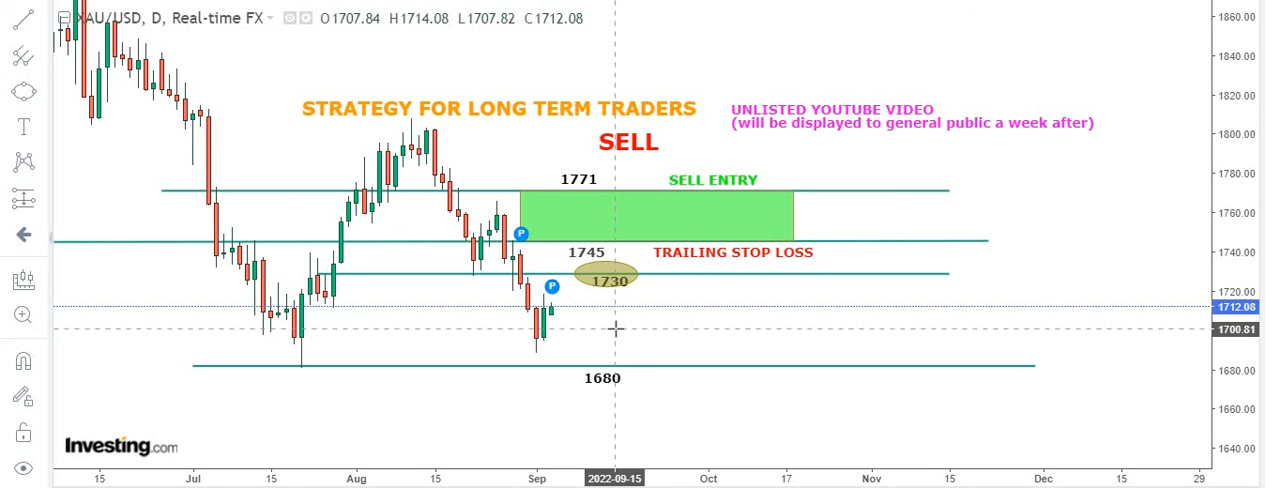 XAU/USD, D, Real-time FX O1707.84 H1714.08 L1707.82 C1712.08
1860.00
1840.00
1820.00
STRATEGY FOR LONG TERM TRADERS
UNLISTED YOUTUBE VIDEO
(will be displayed to general public a week after)
1800.00
SELL
1771
SELL ENTRY
1780.00
1760.00
P
1745
TRAILING STOP LOSS
1740.00
1730
P
1720.00
1712.08
1700.81
1680.00
1680
1660.00
Investing.com
1640.00
15 Jul 15 Aug 15 Sep 2022-09-15 Oct 17 Nov 15 Dec 15 29